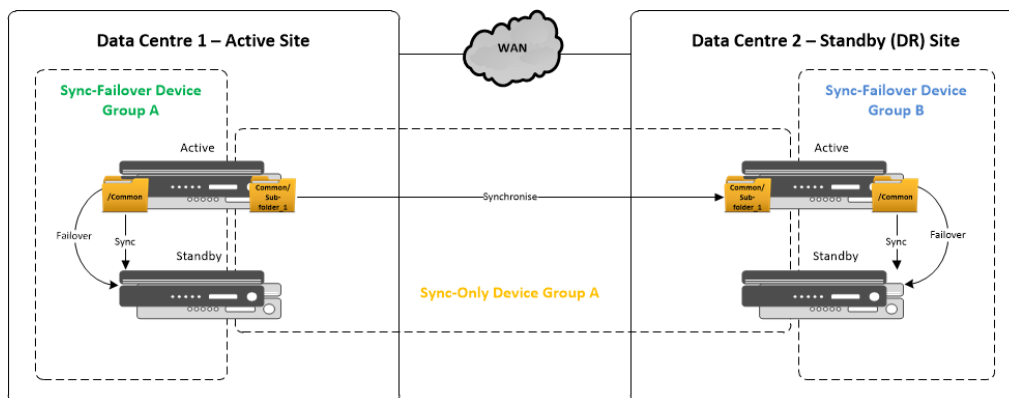 Data Centre 1 – Active Site
WAN
Data Centre 2 – Standby (DR) Site
Sync-Failover Device
Group A
Sync-Failover Device
Group B
Active
Active
/Common
Common/
Sub-
folder_1
Synchronise
Common/
Sub-
folder_1
/Common
Failover
Sync
Sync
Failover
Standby
Standby
Sync-Only Device Group A